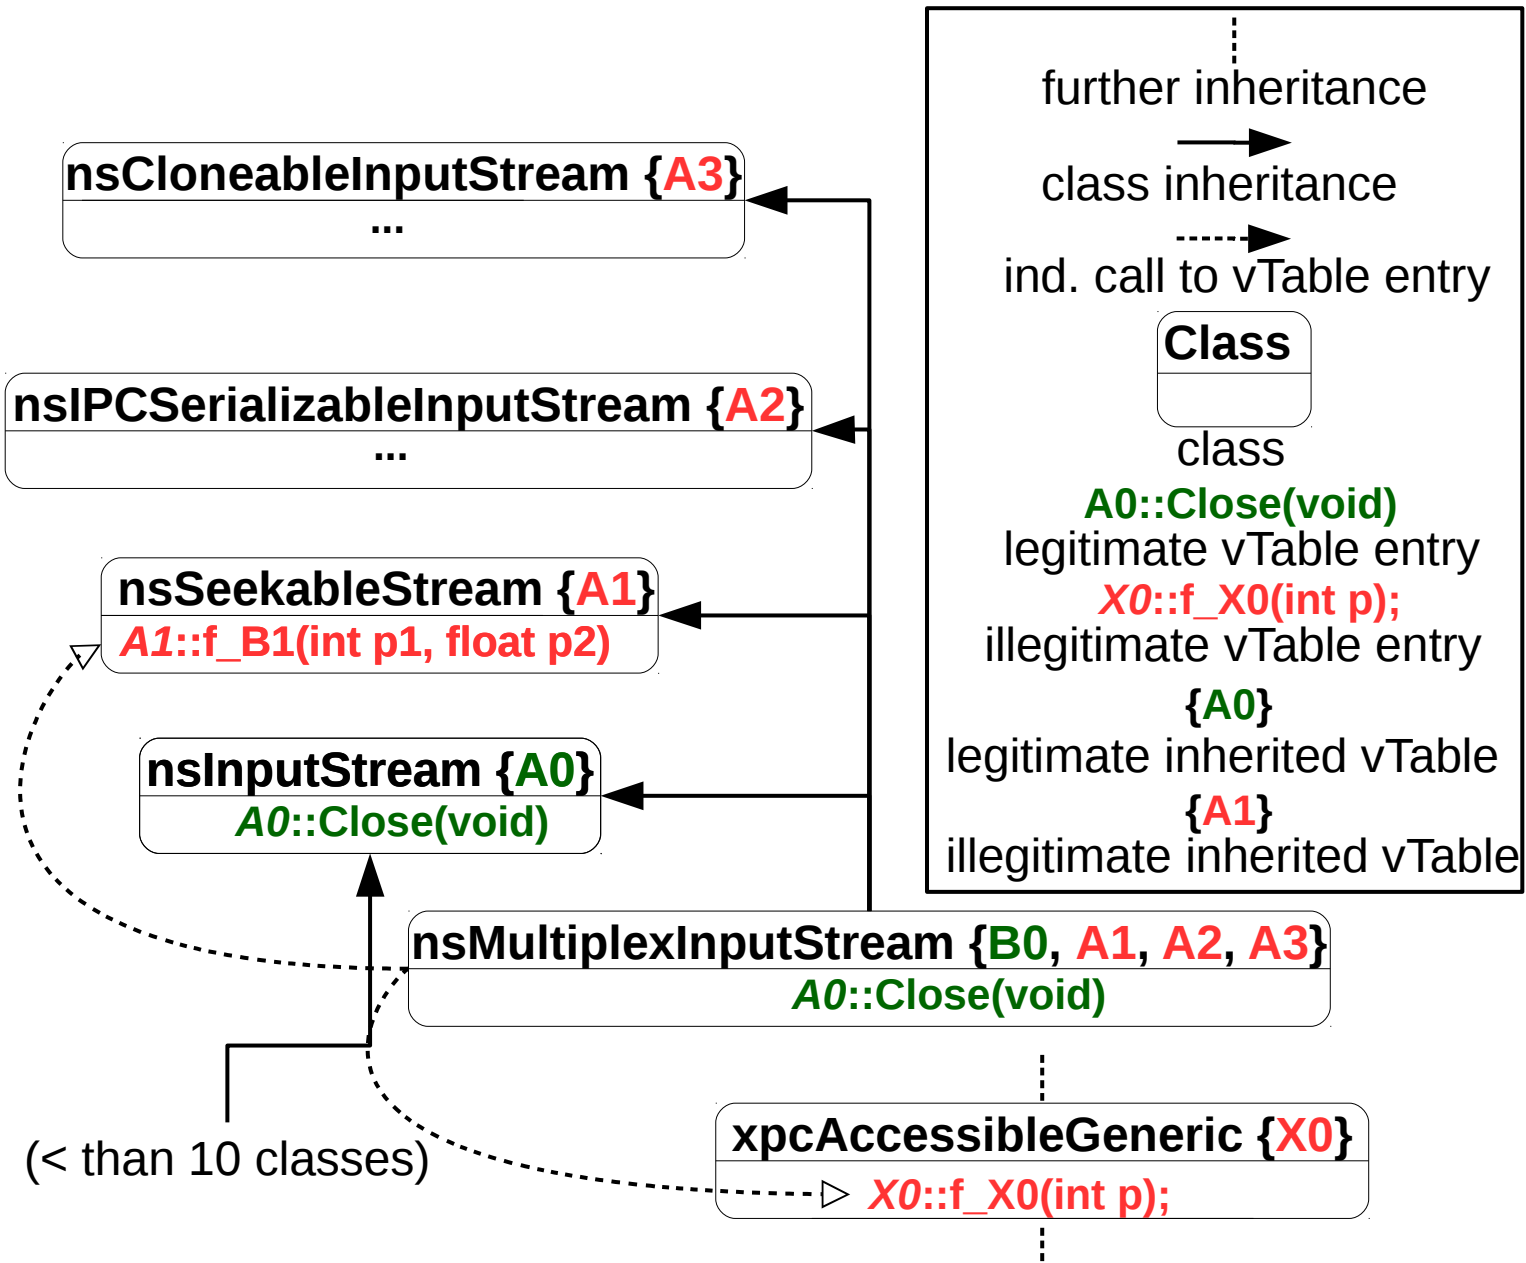 nsCloneableInputStream {A3}
...
nsIPCSerializableInputStream {A2}
...
nsSeekableStream {A1}
A1::f_B1(int p1, float p2)
nsInputStream {A0}
A0::Close(void)
nsMultiplexInputStream {B0, A1, A2, A3}
A0::Close(void)
(< than 10 classes)
xpcAccessibleGeneric {X0}
X0::f_X0(int p);
further inheritance
class inheritance
ind. call to vTable entry
Class
class
A0::Close(void)
legitimate vTable entry
X0::f_X0(int p);
illegitimate vTable entry
{A0}
legitimate inherited vTable
{A1}
illegitimate inherited vTable